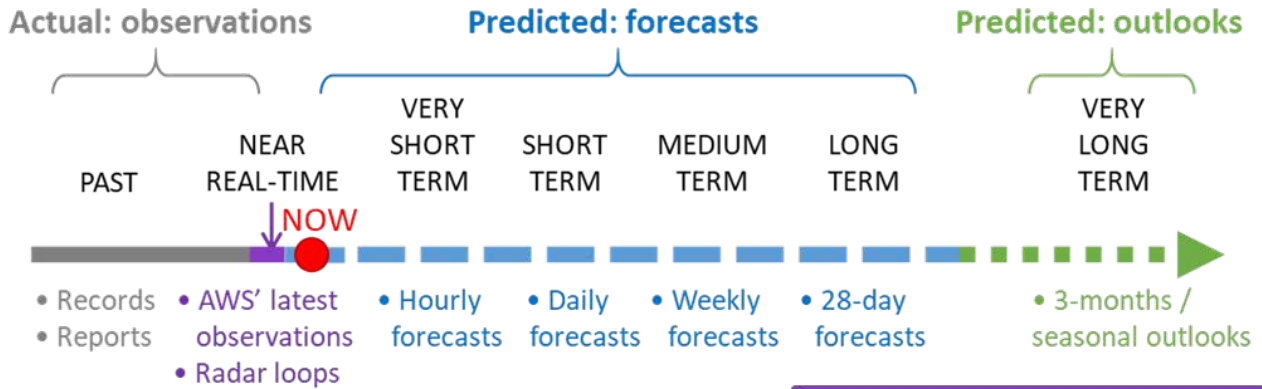 Actual: observations
Predicted: forecasts
Predicted: outlooks
PAST
NEAR
REAL-TIME
VERY
SHORT
TERM
SHORT
TERM
MEDIUM
TERM
LONG
TERM
VERY
LONG
TERM
NOW
• Records
• Reports
• AWS' latest
observations
• Radar loops
• Hourly
forecasts
• Daily
forecasts
• Weekly
forecasts
• 28-day
forecasts
• 3-months /
seasonal outlooks